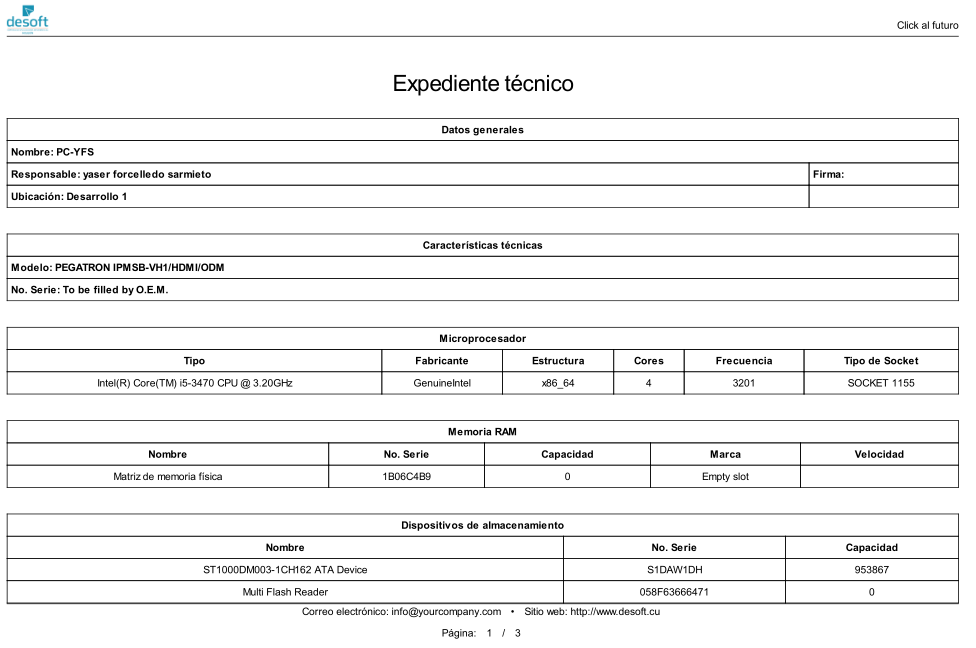 desoft
Click al futuro
Expediente técnico
Datos generales
Nombre: PC-YFS
Responsable: yaser forcelledo sarmieto Firma:
Ubicación: Desarrollo 1
Características técnicas
Modelo: PEGATRON IPMSB-VH1/HDMI/ODM
No. Serie: To be filled by O.E.M.
Microprocesador
Tipo Fabricante Estructura Cores Frecuencia Tipo de Socket
Intel(R) Core(TM) i5-3470 CPU @ 3.20GHz GenuineIntel x86_64 4 3201 SOCKET 1155
Memoria RAM
Nombre No. Serie Capacidad Marca Velocidad
Matriz de memoria física 1B06C4B9 0 Empty slot
Dispositivos de almacenamiento
Nombre No. Serie Capacidad
ST1000DM003-1CH162 ATA Device S1DAW1DH 953867
Multi Flash Reader 058F63666471 0
Correo electrónico: info@yourcompany.com • Sitio web: http://www.desoft.cu
Página: 1 / 3